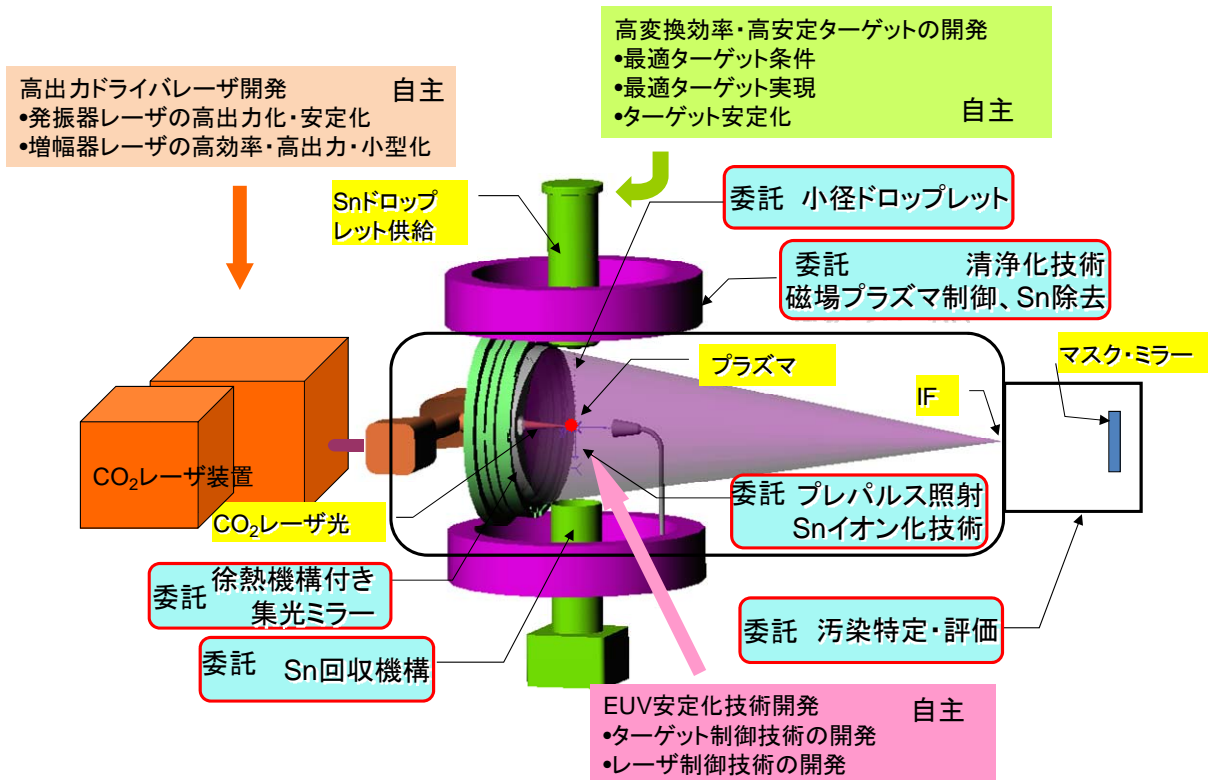 高変換効率・高安定ターゲットの開発
•最適ターゲット条件
•最適ターゲット実現
•ターゲット安定化
自主
高出力ドライバレーザ開発 自主
•発振器レーザの高出力化・安定化
•増幅器レーザの高効率・高出力・小型化
Snドロップ
レット供給
委託 小径ドロップレット
委託 清浄化技術
磁場プラズマ制御、Sn除去
プラズマ
マスク・ミラー
IF
CO2レーザ装置
CO2レーザ光
委託 プレパルス照射
Snイオン化技術
委託 徐熱機構付き
集光ミラー
委託 汚染特定・評価
委託 Sn回収機構
EUV安定化技術開発 自主
•ターゲット制御技術の開発
•レーザ制御技術の開発